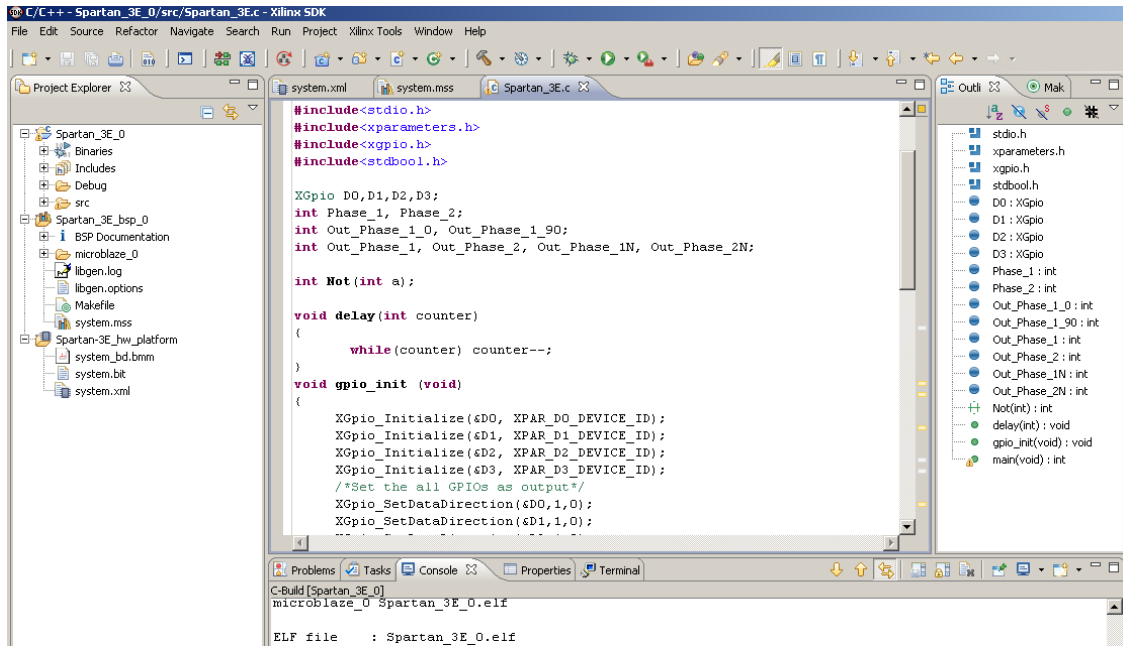 C/C++ - Spartan_3E_0/src/Spartan_3E.c - Xilinx SDK
File Edit Source Refactor Navigate Search Run Project Xilinx Tools Window Help
Project Explorer
Spartan_3E_0
Binaries
Includes
Debug
src
Spartan_3E_bsp_0
BSP Documentation
microblaze_0
libgen.log
libgen.options
Makefile
system.mss
Spartan-3E_hw_platform
system_bd.bmm
system.bit
system.xml
system.xml system.mss Spartan_3E.c
#include<stdio.h>
#include<xparameters.h>
#include<xgpio.h>
#include<stdbool.h>
XGpio D0,D1,D2,D3;
int Phase_1, Phase_2;
int Out_Phase_1_0, Out_Phase_1_90;
int Out_Phase_1, Out_Phase_2, Out_Phase_1N, Out_Phase_2N;
int Not(int a);
void delay(int counter)
{
while(counter) counter--;
}
void gpio_init (void)
{
XGpio_Initialize(&D0, XPAR_D0_DEVICE_ID);
XGpio_Initialize(&D1, XPAR_D1_DEVICE_ID);
XGpio_Initialize(&D2, XPAR_D2_DEVICE_ID);
XGpio_Initialize(&D3, XPAR_D3_DEVICE_ID);
/*Set the all GPIOs as output*/
XGpio_SetDataDirection(&D0,1,0);
XGpio_SetDataDirection(&D1,1,0);
Outli Mak
stdio.h
xparameters.h
xgpio.h
stdbool.h
D0 : XGpio
D1 : XGpio
D2 : XGpio
D3 : XGpio
Phase_1 : int
Phase_2 : int
Out_Phase_1_0 : int
Out_Phase_1_90 : int
Out_Phase_1 : int
Out_Phase_2 : int
Out_Phase_1N : int
Out_Phase_2N : int
Not(int) : int
delay(int) : void
gpio_init(void) : void
main(void) : int
Problems Tasks Console Properties Terminal
C-Build [Spartan_3E_0]
microblaze_0 Spartan_3E_0.elf
ELF file : Spartan_3E_0.elf